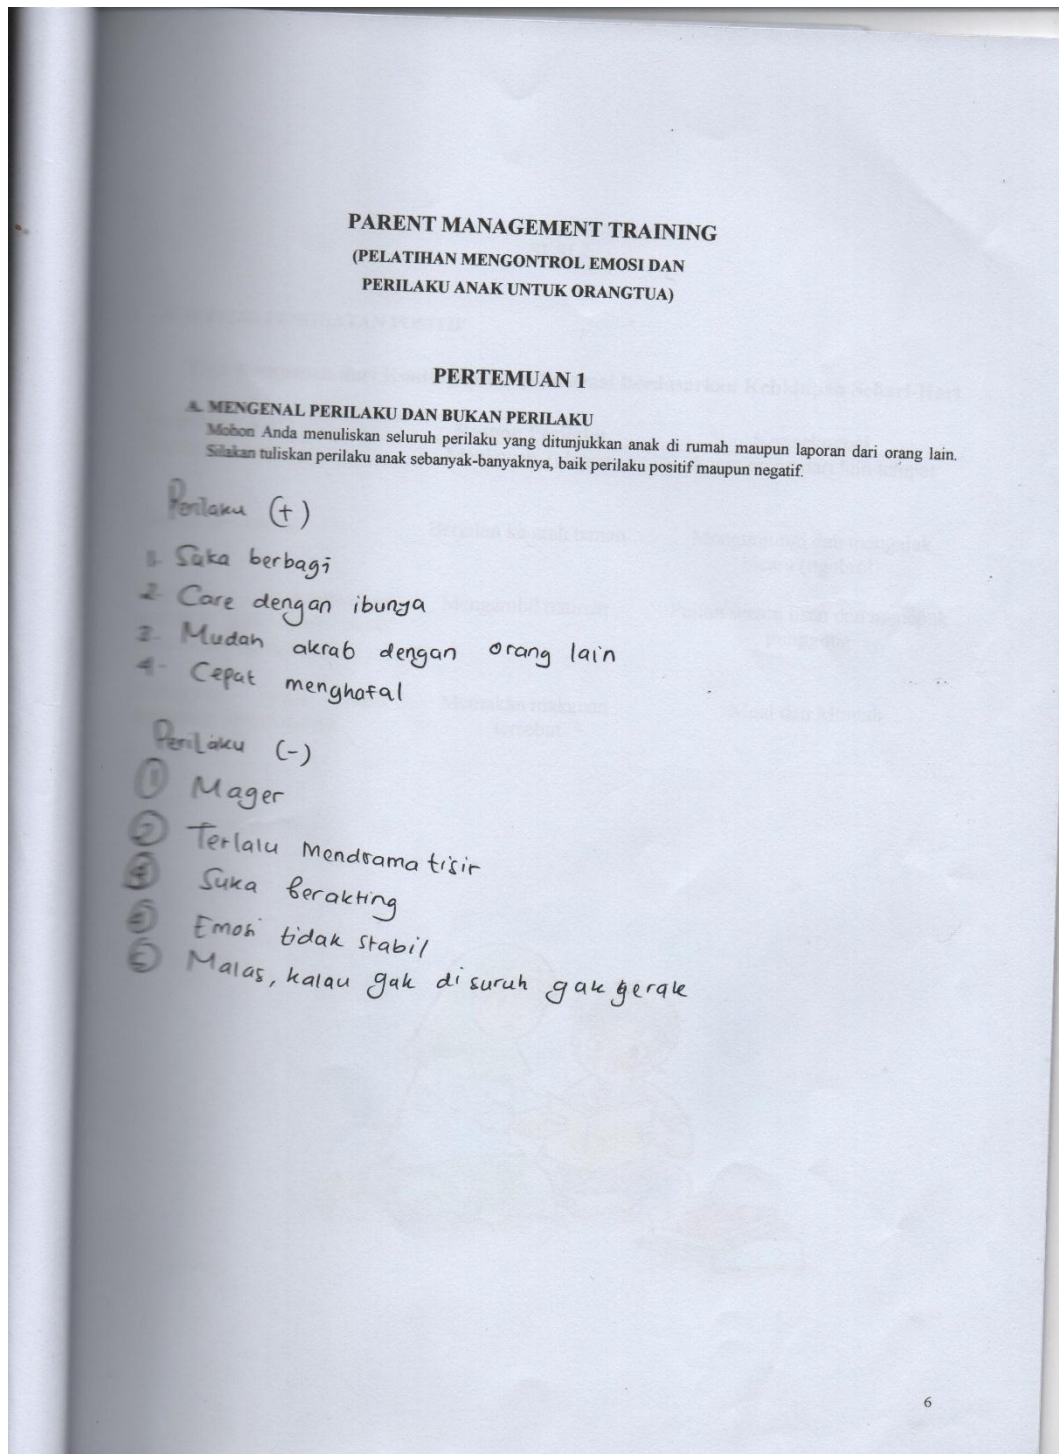 PARENT MANAGEMENT TRAINING
(PELATIHAN MENGONTROL EMOSI DAN
PERILAKU ANAK UNTUK ORANGTUA)
PERTEMUAN 1
A. MENGENAL PERILAKU DAN BUKAN PERILAKU
Mohon Anda menuliskan seluruh perilaku yang ditunjukkan anak di rumah maupun laporan dari orang lain.
Silakan tuliskan perilaku anak sebanyak-banyaknya, baik perilaku positif maupun negatif.
Perilaku (+)
1. Suka berbagi
2. Care dengan ibunya
3. Mudah akrab dengan orang lain
4. Cepat menghafal
Perilaku (-)
① Mager
② Terlalu Mendramatisir
Suka Berakting
Emosi tidak stabil
Malas, kalau gak disuruh gak gerak
6